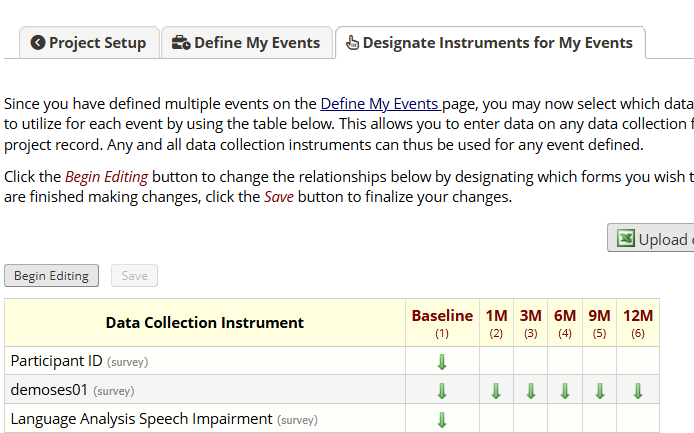 Project Setup Define My Events Designate Instruments for My Events
Since you have defined multiple events on the Define My Events page, you may now select which data
to utilize for each event by using the table below. This allows you to enter data on any data collection f
project record. Any and all data collection instruments can thus be used for any event defined.
Click the Begin Editing button to change the relationships below by designating which forms you wish t
are finished making changes, click the Save button to finalize your changes.
Upload
Begin Editing Save
Data Collection Instrument Baseline 1M 3M 6M 9M 12M
(1) (2) (3) (4) (5) (6)
Participant ID (survey)
demoses01 (survey)
Language Analysis Speech Impairment (survey)